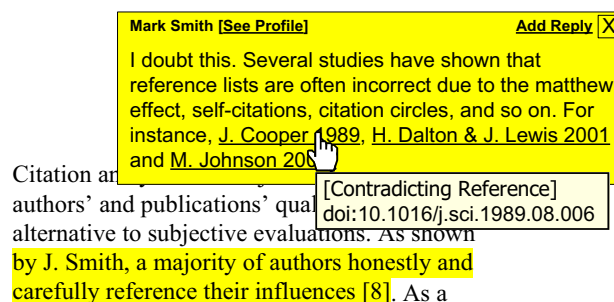 Mark Smith [See Profile] Add Reply X
I doubt this. Several studies have shown that
reference lists are often incorrect due to the matthew
effect, self-citations, citation circles, and so on. For
instance, J. Cooper 1989, H. Dalton & J. Lewis 2001
and M. Johnson 20
[Contradicting Reference]
doi:10.1016/j.sci.1989.08.006
Citation an
authors' and publications' qual
alternative to subjective evaluations. As shown
by J. Smith, a majority of authors honestly and
carefully reference their influences [8]. As a